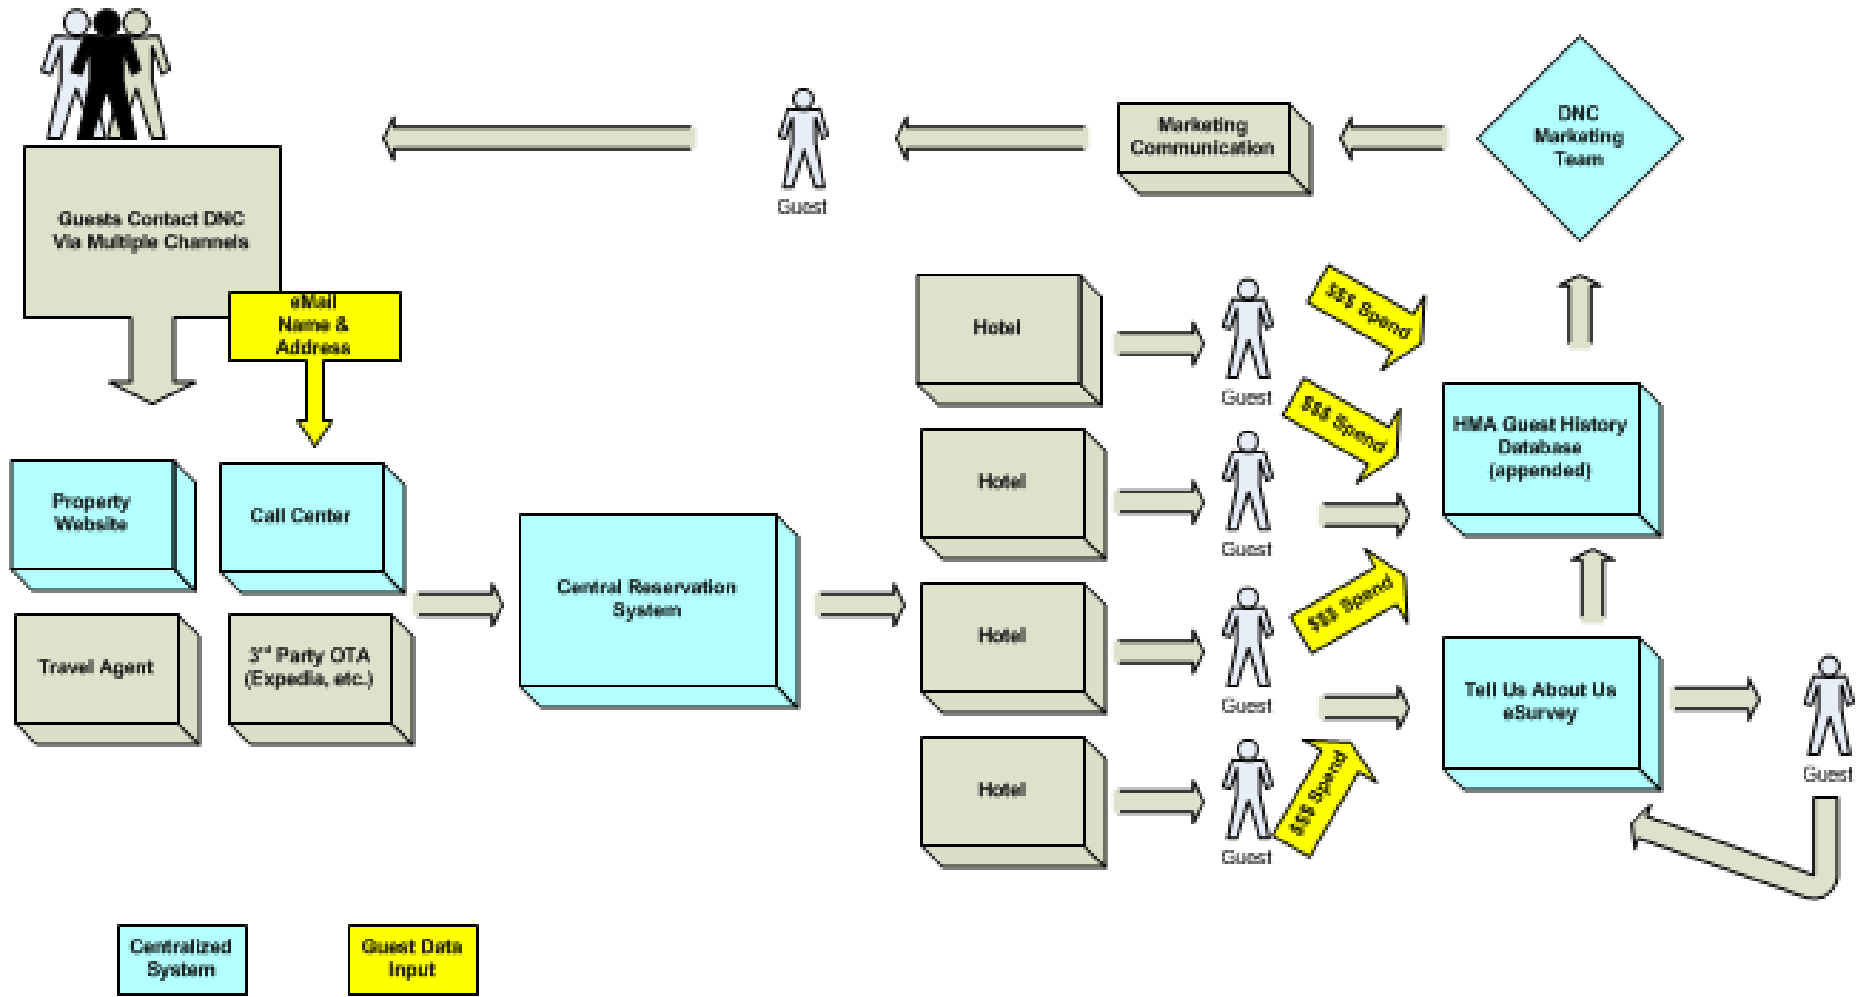 Guests Contact DNC
Via Multiple Channels
eMail
Name &
Address
Property
Website
Call Center
Travel Agent
3rd Party OTA
(Expedia, etc.)
Central Reservation
System
Hotel
Hotel
Hotel
Hotel
Guest
Guest
Guest
Guest
$$$ Spend
$$$ Spend
$$$ Spend
$$$ Spend
HMA Guest History
Database
(appended)
Tell Us About Us
eSurvey
Guest
DNC
Marketing
Team
Marketing
Communication
Guest
Centralized
System
Guest Data
Input